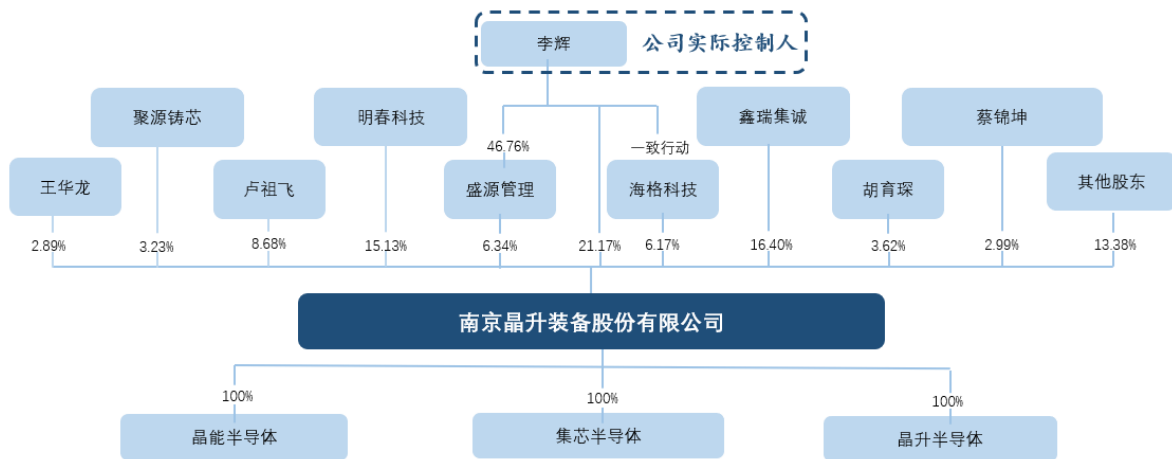 李辉
公司实际控制人
聚源铸芯
明春科技
鑫瑞集诚
蔡锦坤
46.76%
一致行动
王华龙
卢祖飞
盛源管理
海格科技
胡育琛
其他股东
2.89%
3.23%
8.68%
15.13%
6.34%
21.17%
6.17%
16.40%
3.62%
2.99%
13.38%
南京晶升装备股份有限公司
100%
100%
100%
晶能半导体
集芯半导体
晶升半导体